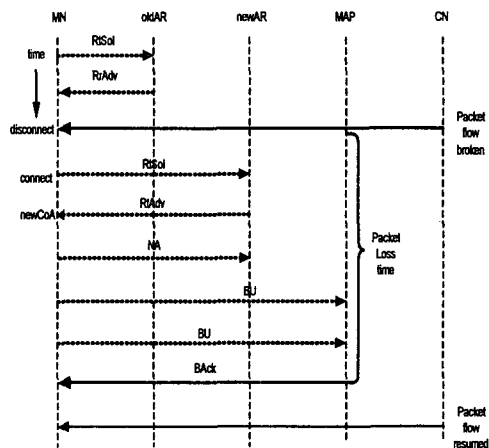 MN oldAR newAR MAP CN
time
RtSol
RrAdv
disconnect
Packet
flow
broken
connect
RtSol
newCoA
RtAdv
NA
Packet
Loss
time
BU
BU
BAck
Packet
flow
resumed